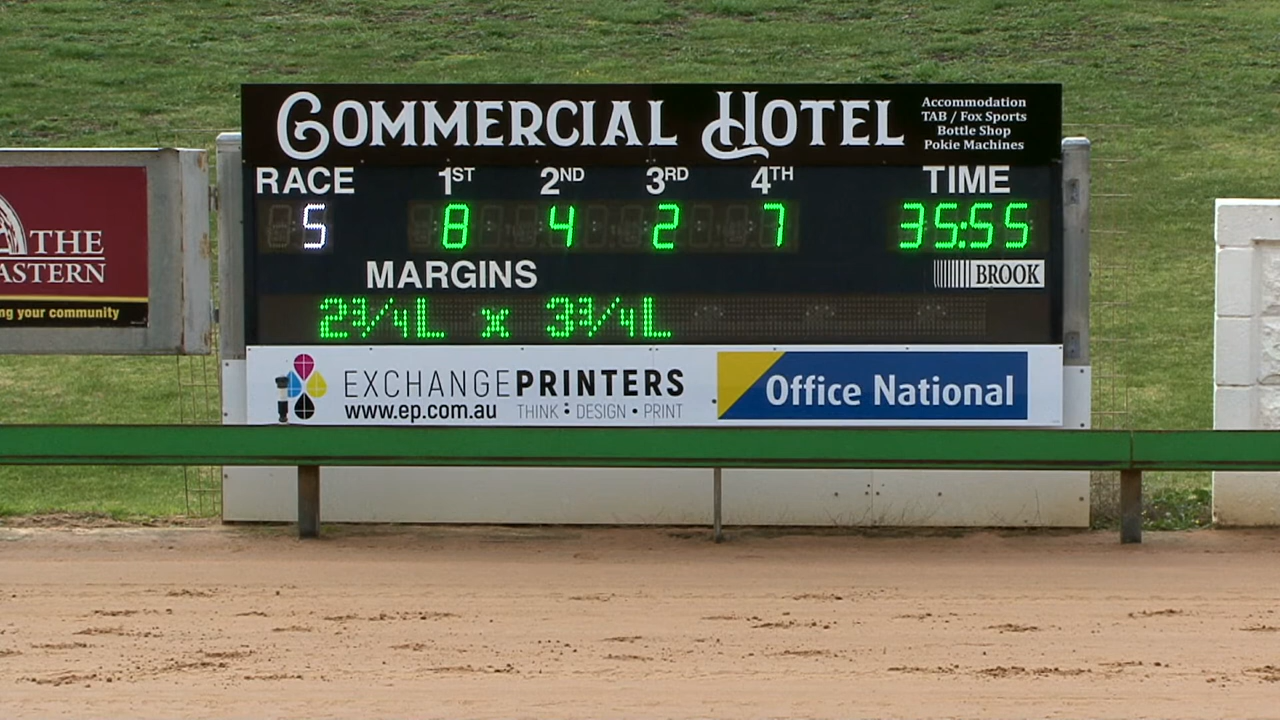 COMMERCIAL HOTEL
Accommodation
TAB / Fox Sports
Bottle Shop
Pokie Machines
RACE 1ST 2ND 3RD 4TH TIME
5 8 4 2 7 35:55
MARGINS
BROOK
2¾L x 3¾L
THE
ASTERN
ng your community
EXCHANGEPRINTERS
www.ep.com.au THINK : DESIGN • PRINT
Office National